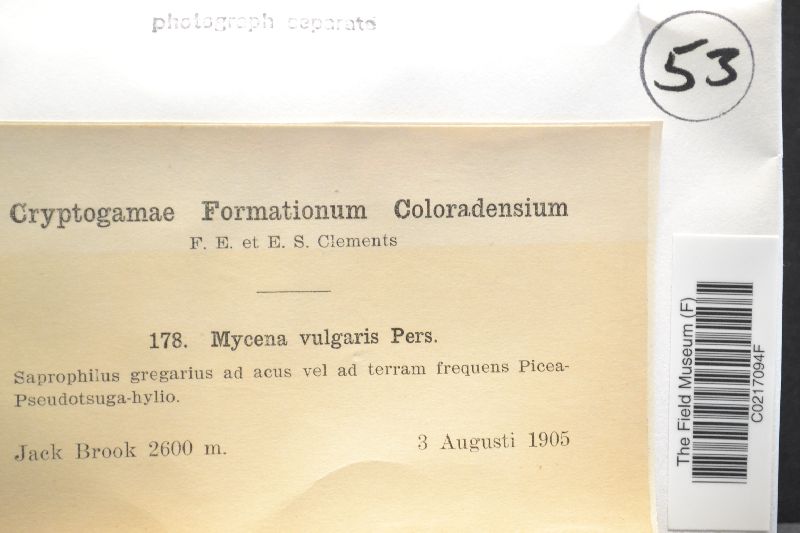 photograph separate
53
Cryptogamae Formationum Coloradensium
F. E. et E. S. Clements
178. Mycena vulgaris Pers.
Saprophilus gregarius ad acus vel ad terram frequens Picea-
Pseudotsuga-hylio.
Jack Brook 2600 m. 3 Augusti 1905
The Field Museum (F)
C0217094F